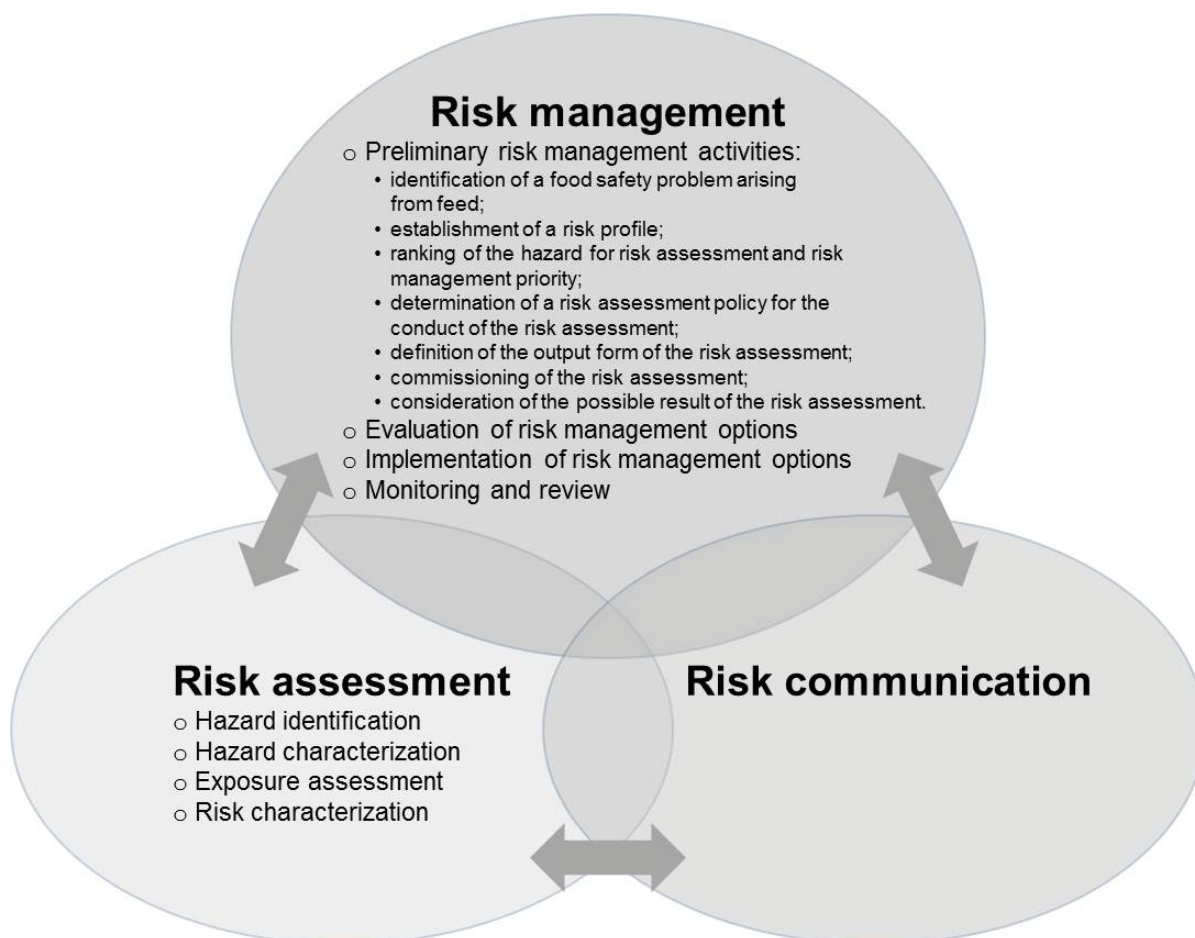 Risk management
o Preliminary risk management activities:
• identification of a food safety problem arising
from feed;
• establishment of a risk profile;
• ranking of the hazard for risk assessment and risk
management priority;
• determination of a risk assessment policy for the
conduct of the risk assessment;
• definition of the output form of the risk assessment;
• commissioning of the risk assessment;
• consideration of the possible result of the risk assessment.
o Evaluation of risk management options
o Implementation of risk management options
o Monitoring and review
Risk assessment
o Hazard identification
o Hazard characterization
o Exposure assessment
o Risk characterization
Risk communication